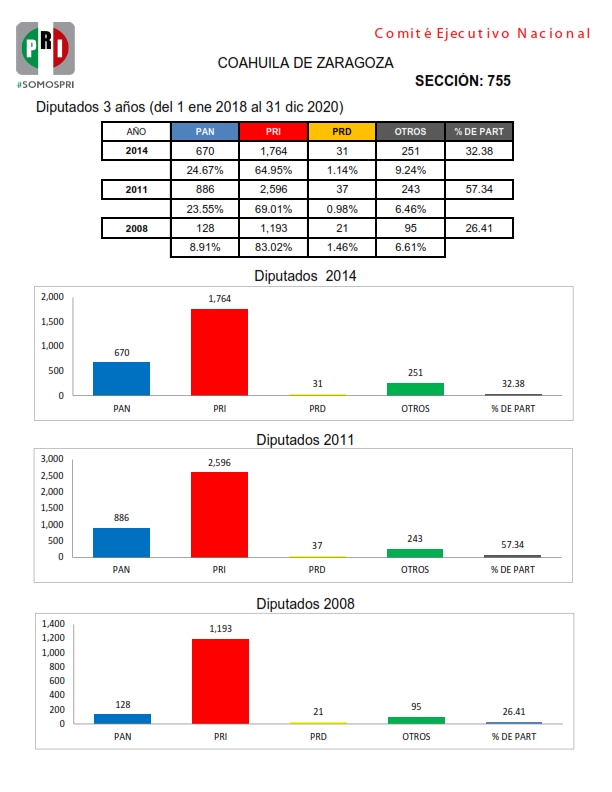 Comité Ejecutivo Nacional
PRI
#SOMOSPRI
COAHUILA DE ZARAGOZA
SECCIÓN: 755
Diputados 3 años (del 1 ene 2018 al 31 dic 2020)
AÑO PAN PRI PRD OTROS % DE PART
2014 670 1,764 31 251 32.38
24.67% 64.95% 1.14% 9.24%
2011 886 2,596 37 243 57.34
23.55% 69.01% 0.98% 6.46%
2008 128 1,193 21 95 26.41
8.91% 83.02% 1.46% 6.61%
Diputados 2014
2,000
1,500
1,000
500
0
670 1,764 31 251 32.38
PAN PRI PRD OTROS % DE PART
Diputados 2011
3,000
2,500
2,000
1,500
1,000
500
0
886 2,596 37 243 57.34
PAN PRI PRD OTROS % DE PART
Diputados 2008
1,400
1,200
1,000
800
600
400
200
0
128 1,193 21 95 26.41
PAN PRI PRD OTROS % DE PART